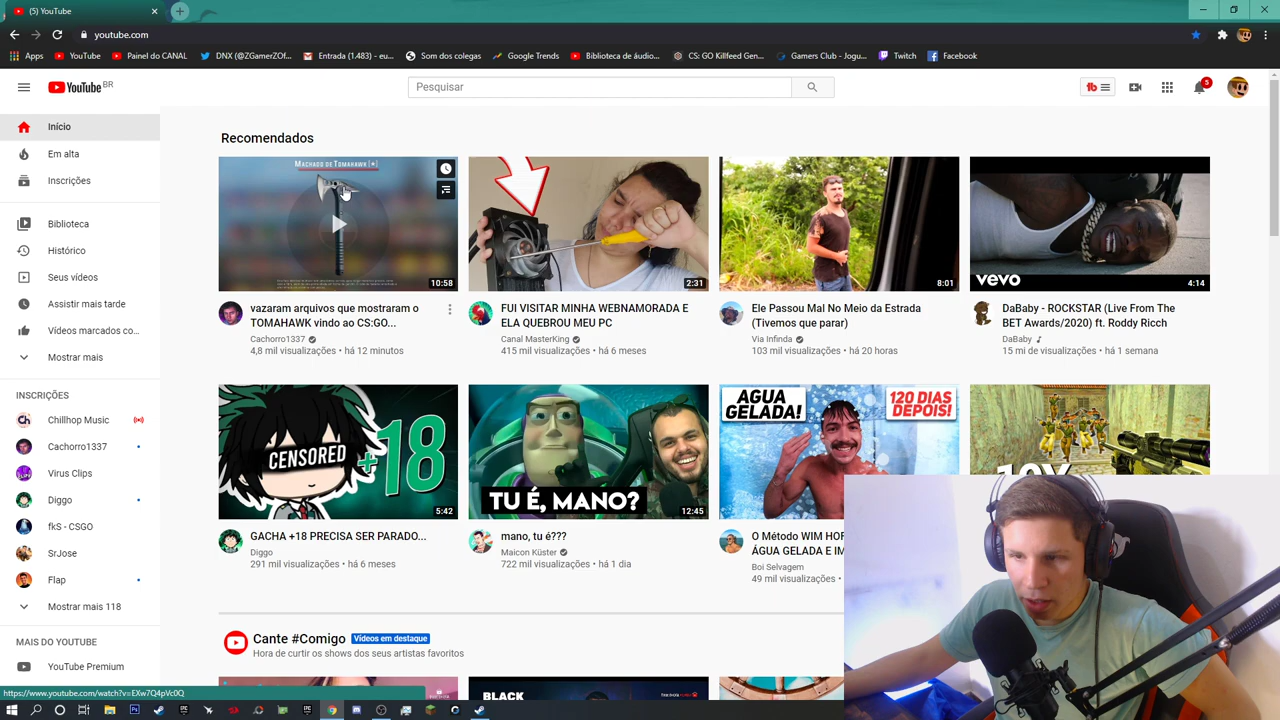 (5) YouTube
youtube.com
Apps YouTube Painel do CANAL DNX (@ZGamerZOf... Entrada (1.483) - eu... Som dos colegas Google Trends Biblioteca de áudio... CS: GO Killfeed Gen... Gamers Club - Jogu... Twitch Facebook
YouTube BR
Pesquisar
5
Início
Em alta
Inscrições
Biblioteca
Histórico
Seus vídeos
Assistir mais tarde
Vídeos marcados co...
Mostrar mais
INSCRIÇÕES
Chillhop Music
Cachorro1337
Virus Clips
Diggo
fkS - CSGO
SrJose
Flap
Mostrar mais 118
MAIS DO YOUTUBE
YouTube Premium
Recomendados
MACHADO DE TOMAHAWK (★)
10:58
vazaram arquivos que mostraram o
TOMAHAWK vindo ao CS:GO...
Cachorro1337
4,8 mil visualizações • há 12 minutos
2:31
FUI VISITAR MINHA WEBNAMORADA E
ELA QUEBROU MEU PC
Canal MasterKing
415 mil visualizações • há 6 meses
8:01
Ele Passou Mal No Meio da Estrada
(Tivemos que parar)
Via Infinda
103 mil visualizações • há 20 horas
vevo
4:14
DaBaby - ROCKSTAR (Live From The
BET Awards/2020) ft. Roddy Ricch
DaBaby
15 mi de visualizações • há 1 semana
CENSORED
+18
5:42
GACHA +18 PRECISA SER PARADO...
Diggo
291 mil visualizações • há 6 meses
TU É, MANO?
12:45
mano, tu é???
Maicon Küster
722 mil visualizações • há 1 dia
AGUA
GELADA!
120 DIAS
DEPOIS!
O Método WIM HOF
ÁGUA GELADA E IM
Boi Selvagem
49 mil visualizações •
10X
Cante #Comigo Vídeos em destaque
Hora de curtir os shows dos seus artistas favoritos
BLACK
https://www.youtube.com/watch?v=EXw7Q4pVc0Q